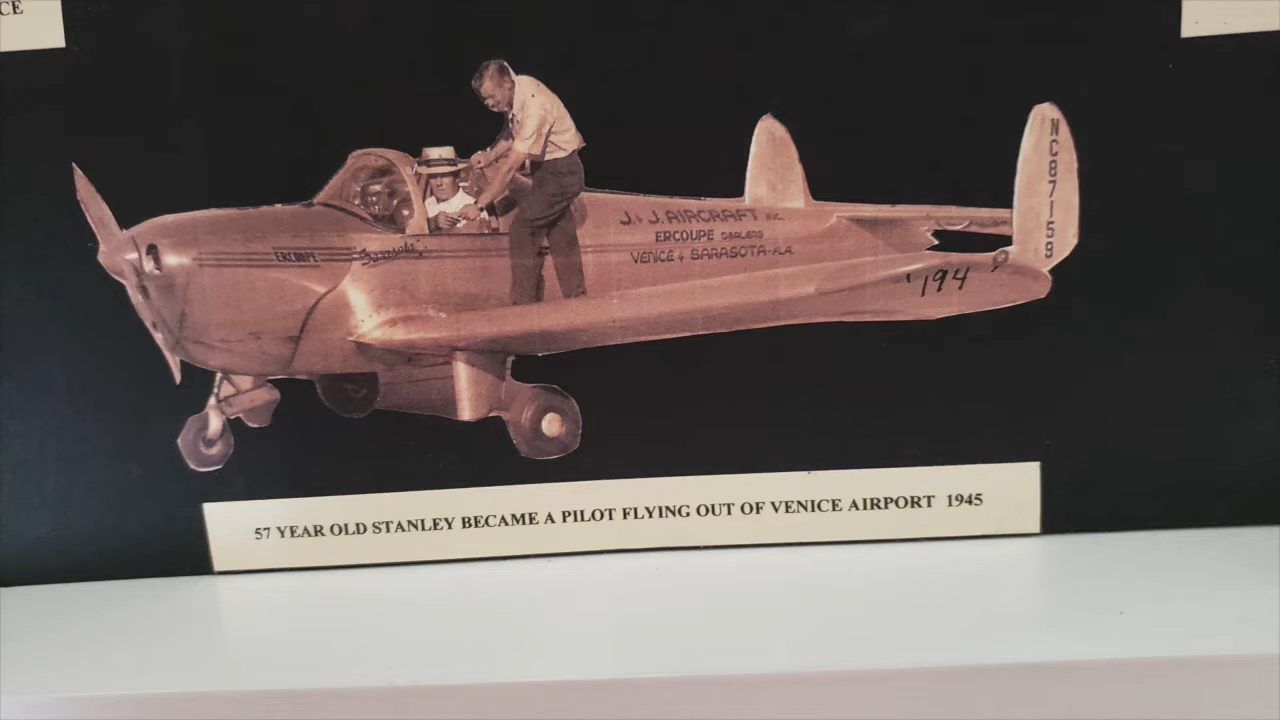 CE
NC87159
J. & J. AIRCRAFT INC.
ERCOUPE DEALERS
VENICE & SARASOTA-FLA.
ERCOUPE
'194'
57 YEAR OLD STANLEY BECAME A PILOT FLYING OUT OF VENICE AIRPORT 1945